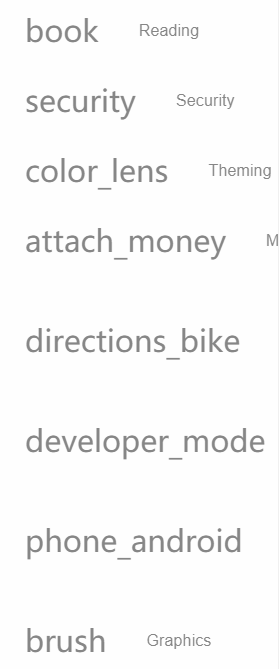 book Reading
security Security
color_lens Theming
attach_money M
directions_bike
developer_mode
phone_android
brush Graphics